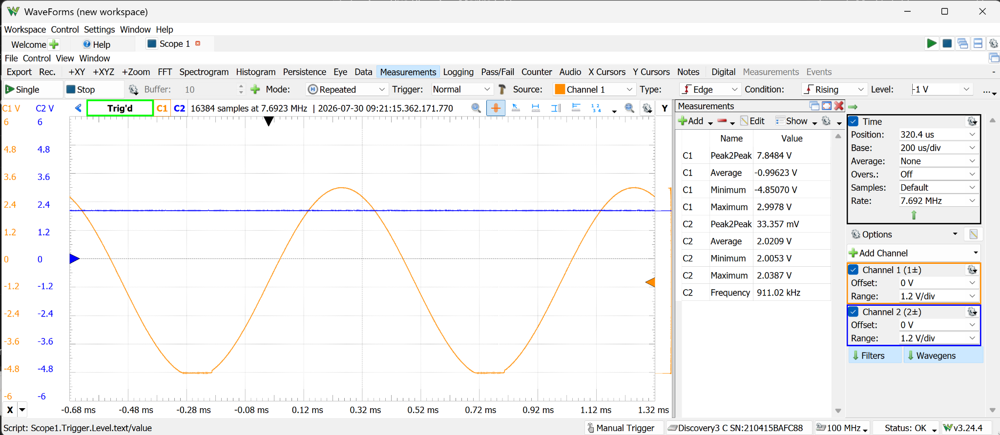 WaveForms (new workspace)
Workspace Control Settings Window Help
Welcome Help Scope 1
File Control View Window
Export Rec. +XY +XYZ +Zoom FFT Spectrogram Histogram Persistence Eye Data Measurements Logging Pass/Fail Counter Audio X Cursors Y Cursors Notes Digital Measurements Events
Single Stop Buffer: 10 Mode: Repeated Trigger: Normal Source: Channel 1 Type: Edge Condition: Rising Level: -1 V ...
C1 V C2 V Trig'd C1 C2 16384 samples at 7.6923 MHz | 2026-07-30 09:21:15.362.171.770 Y
6 6
4.8 4.8
3.6 3.6
2.4 2.4
1.2 1.2
0 0
-1.2 -1.2
-2.4 -2.4
-3.6 -3.6
-4.8 -4.8
-6 -6
X -0.68 ms -0.48 ms -0.28 ms -0.08 ms 0.12 ms 0.32 ms 0.52 ms 0.72 ms 0.92 ms 1.12 ms 1.32 ms
Measurements
Add Edit Show
Name Value
C1 Peak2Peak 7.8484 V
C1 Average -0.99623 V
C1 Minimum -4.85070 V
C1 Maximum 2.9978 V
C2 Peak2Peak 33.357 mV
C2 Average 2.0209 V
C2 Minimum 2.0053 V
C2 Maximum 2.0387 V
C2 Frequency 911.02 kHz
Time
Position: 320.4 us
Base: 200 us/div
Average: None
Overs.: Off
Samples: Default
Rate: 7.692 MHz
Options
Add Channel
Channel 1 (1±)
Offset: 0 V
Range: 1.2 V/div
Channel 2 (2±)
Offset: 0 V
Range: 1.2 V/div
Filters Wavegens
Script: Scope1.Trigger.Level.text/value Manual Trigger Discovery3 C SN:210415BAFC88 100 MHz Status: OK v3.24.4